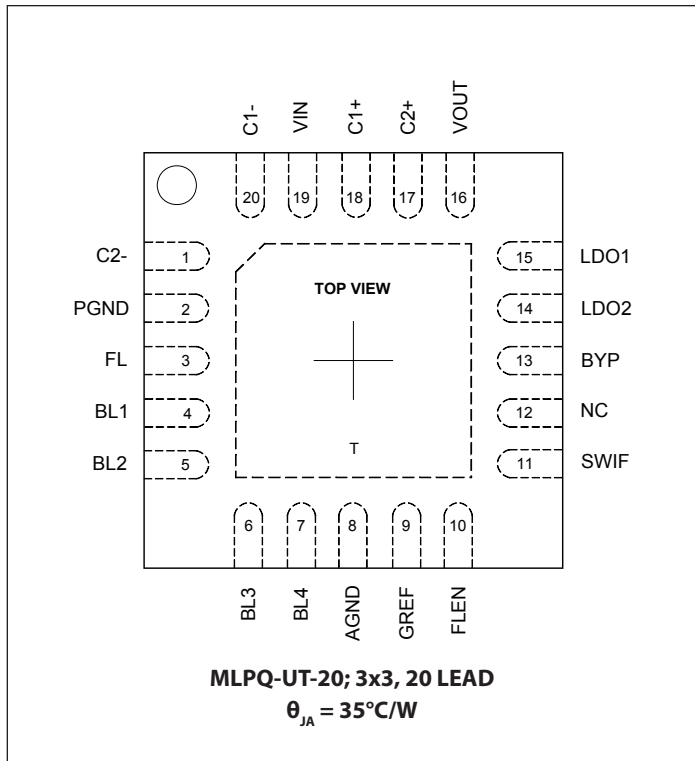 C1-
VIN
C1+
C2+
VOUT
20
19
18
17
16
C2-
1
PGND
2
FL
3
BL1
4
BL2
5
TOP VIEW
T
15
LDO1
14
LDO2
13
BYP
12
NC
11
SWIF
6
7
8
9
10
BL3
BL4
AGND
GREF
FLEN
MLPQ-UT-20; 3x3, 20 LEAD
θJA = 35°C/W